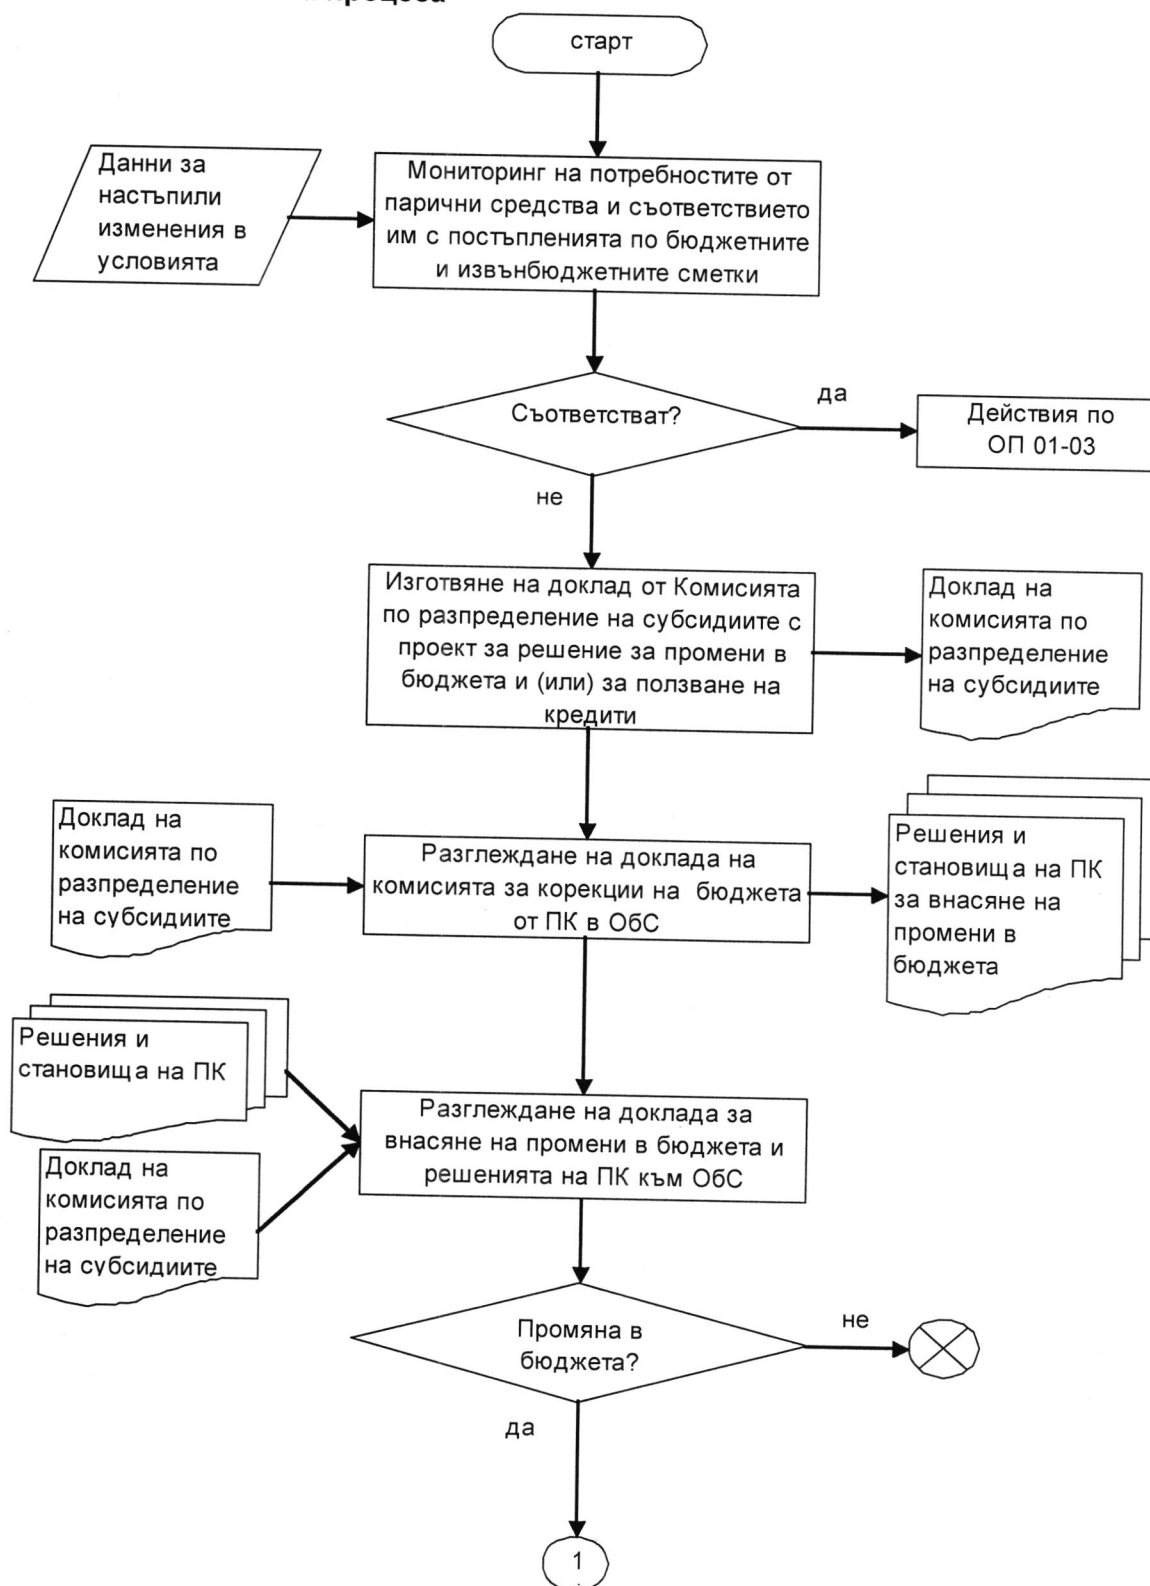 процеса
старт
Данни за
настъпили
изменения в
условията
Мониторинг на потребностите от
парични средства и съответствието
им с постъпленията по бюджетните
и извънбюджетните сметки
Съответстват?
да
Действия по
ОП 01-03
не
Изготвяне на доклад от Комисията
по разпределение на субсидиите с
проект за решение за промени в
бюджета и (или) за ползване на
кредити
Доклад на
комисията по
разпределение
на субсидиите
Доклад на
комисията по
разпределение
на субсидиите
Разглеждане на доклада на
комисията за корекции на бюджета
от ПК в ОбС
Решения и
становища на ПК
за внасяне на
промени в
бюджета
Решения и
становища на ПК
Доклад на
комисията по
разпределение
на субсидиите
Разглеждане на доклада за
внасяне на промени в бюджета и
решенията на ПК към ОбС
Промяна в
бюджета?
не
да
1